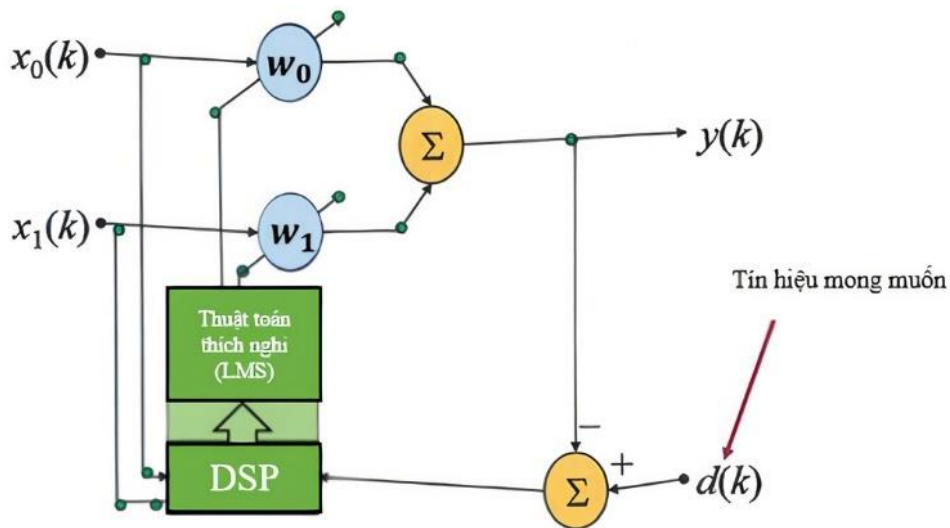 x₀(k)
w₀
Σ
y(k)
x₁(k)
w₁
Tín hiệu mong muốn
Thuật toán
thích nghi
(LMS)
−
+
DSP
Σ
d(k)